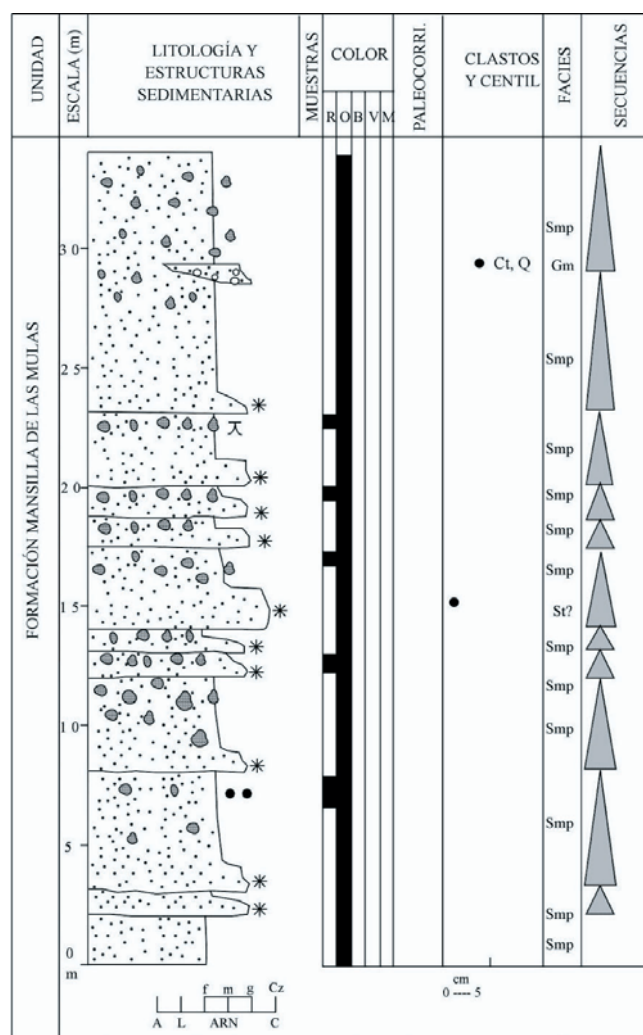 UNIDAD
ESCALA (m)
LITOLOGÍA Y
ESTRUCTURAS
SEDIMENTARIAS
MUESTRAS
COLOR
R O B V M
PALEOCORRI.
CLASTOS
Y CENTIL
FACIES
SECUENCIAS
FORMACIÓN MANSILLA DE LAS MULAS
30
Smp
Ct, Q
Gm
25
Smp
Smp
20
Smp
Smp
Smp
15
St?
Smp
Smp
10
Smp
Smp
5
Smp
Smp
0
m
f m g Cz
A L ARN C
cm
0 ---- 5